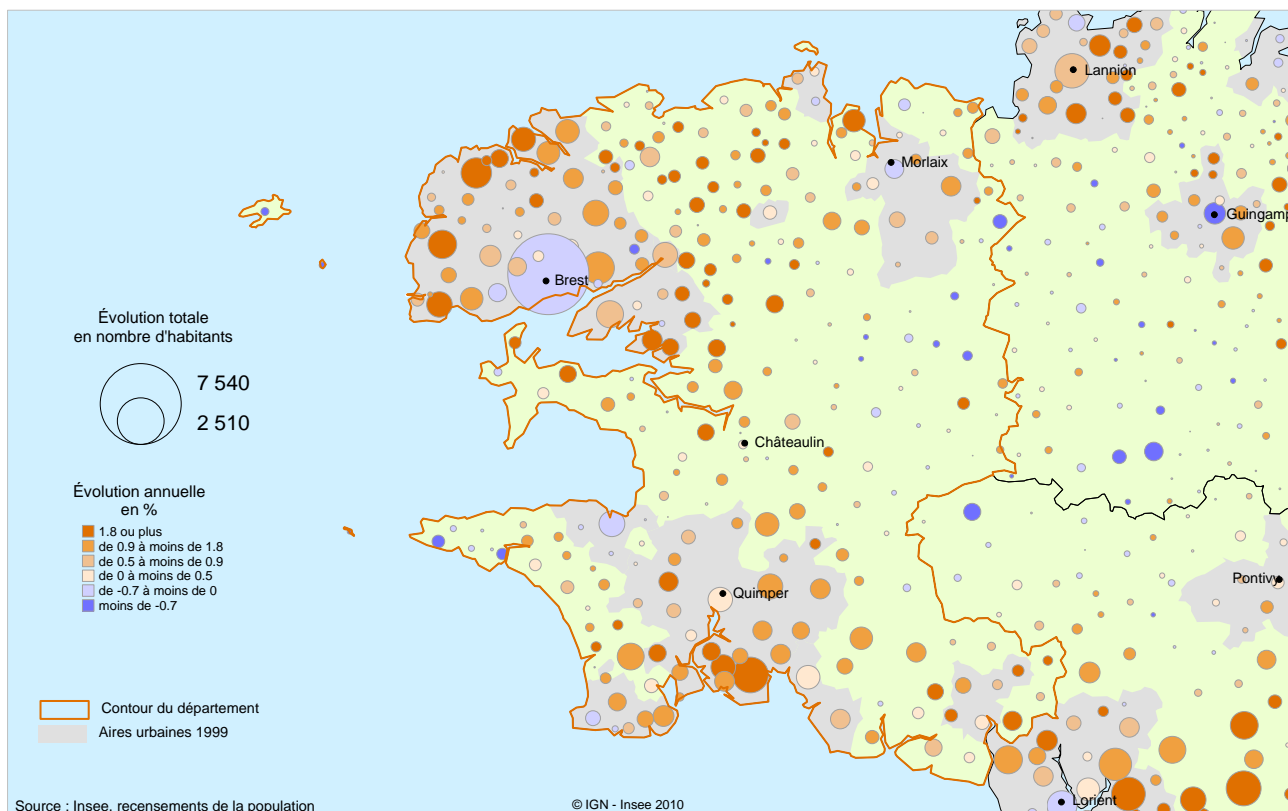 Lannion
Morlaix
Guingamp
Brest
Évolution totale
en nombre d'habitants
7 540
2 510
Châteaulin
Évolution annuelle
en %
1.8 ou plus
de 0.9 à moins de 1.8
de 0.5 à moins de 0.9
de 0 à moins de 0.5
de -0.7 à moins de 0
moins de -0.7
Pontivy
Quimper
Contour du département
Aires urbaines 1999
Lorient
Source : Insee, recensements de la population
© IGN - Insee 2010